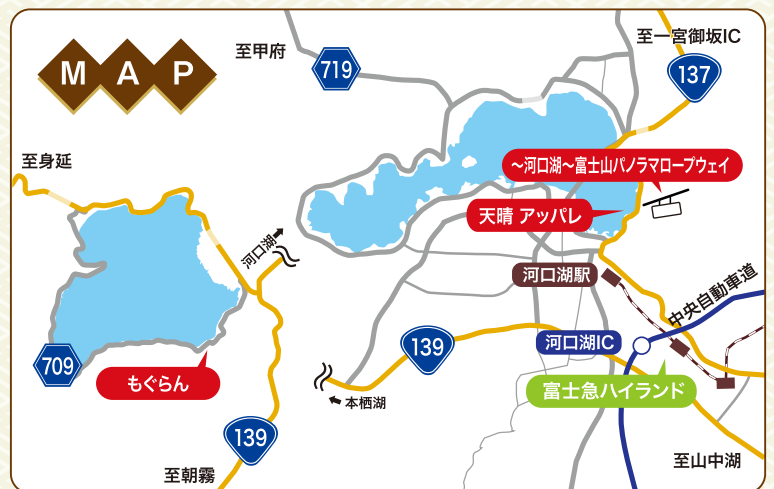 MAP
至甲府
719
至一宮御坂IC
137
至身延
～河口湖～富士山パノラマロープウェイ
天晴 アッパレ
河口湖
河口湖駅
中央自動車道
河口湖IC
139
709
もぐらん
富士急ハイランド
本栖湖
139
至山中湖
至朝霧